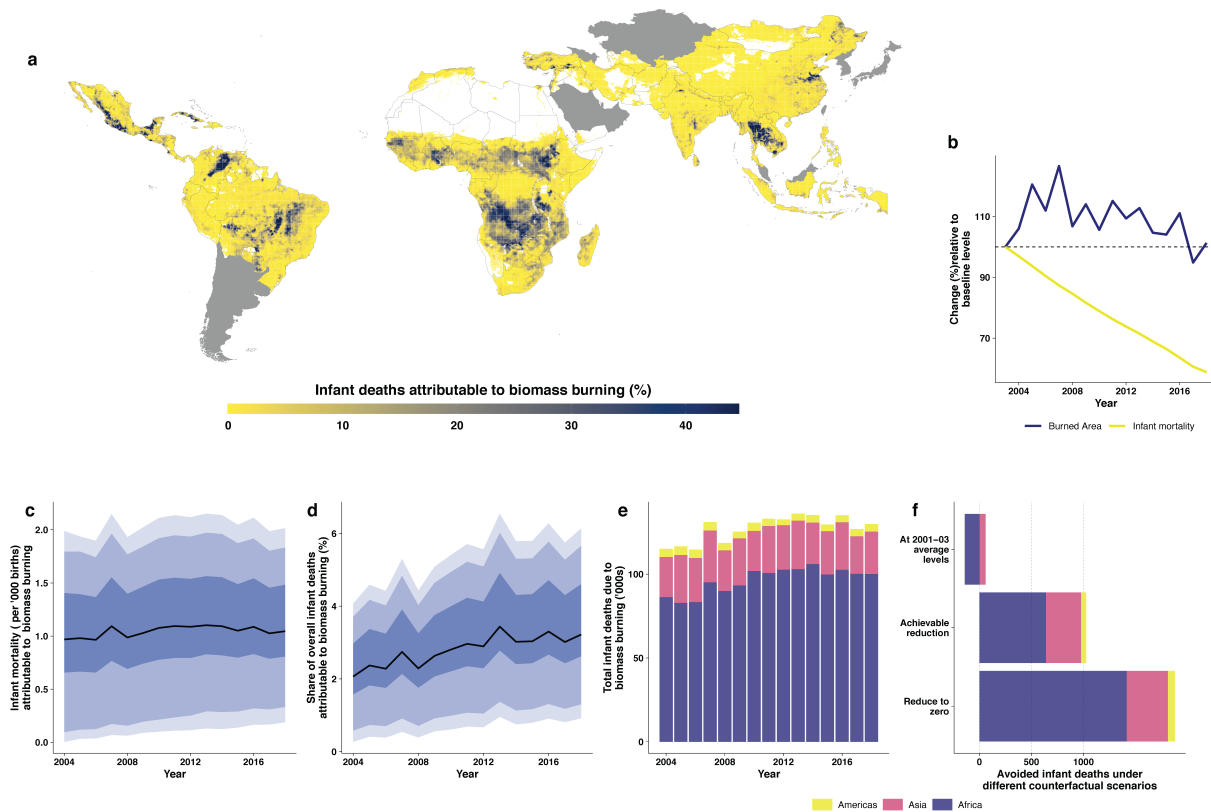 a
Infant deaths attributable to biomass burning (%)
0 10 20 30 40
b
Change (%)relative to
baseline levels
110
90
70
2004 2008 2012 2016
Year
Burned Area Infant mortality
c
Infant mortality ( per '000 births)
attributable to biomass burning
2.0
1.5
1.0
0.5
0.0
2004 2008 2012 2016
Year
d
Share of overall infant deaths
attributable to biomass burning (%)
6
4
2
0
2004 2008 2012 2016
Year
e
Total infant deaths due to
biomass burning ('000s)
100
50
0
2004 2008 2012 2016
Year
f
At 2001−03
average
levels
Achievable
reduction
Reduce to
zero
0 500 1000
Avoided infant deaths under
different counterfactual scenarios
Americas Asia Africa